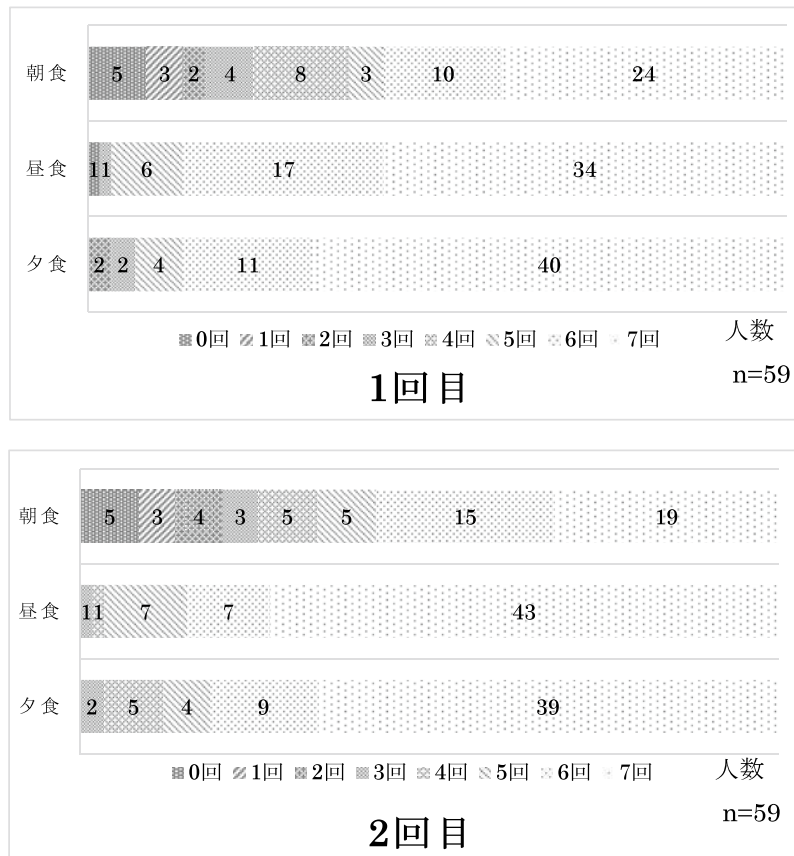 朝食 5 3 2 4 8 3 10 24
昼食 1 1 6 17 34
夕食 2 2 4 11 40
0回 1回 2回 3回 4回 5回 6回 7回
人数
n=59
1回目
朝食 5 3 4 3 5 5 15 19
昼食 1 1 7 7 43
夕食 2 5 4 9 39
0回 1回 2回 3回 4回 5回 6回 7回
人数
n=59
2回目